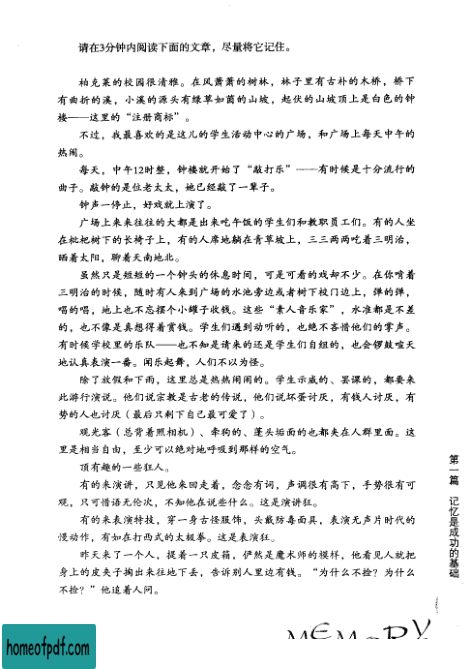 请在3分钟内阅读下面的文章，尽量将它记住。
柏克莱的校园很清雅。在风萧萧的树林，林子里有古朴的木桥，桥下
有曲折的溪，小溪的源头有绿草如茵的山坡，起伏的山坡顶上是白色的钟
楼——这里的“注册商标”。
不过，我最喜欢的是这儿的学生活动中心的广场，和广场上每天中午的
热闹。
每天，中午12时整，钟楼就开始了“敲打乐”——有时候是十分流行的
曲子。敲钟的是位老太太，她已经敲了一辈子。
钟声一停止，好戏就上演了。
广场上来来往往的大都是出来吃午饭的学生们和教职员工们。有的人坐
在枇杷树下的长椅子上，有的人席地躺在青草坡上，三三两两吃着三明治，
晒着太阳，聊着天南地北。
虽然只是短短的一个钟头的休息时间，可是可看的戏却不少。在你啃着
三明治的时候，随时有人来到广场的水池旁边或者树下校门边上，弹的弹，
唱的唱，地上也不忘摆个小罐子收钱。这些“素人音乐家”，水准都是不差
的，也不像是真想得着赏钱。学生们遇到动听的，也绝不吝惜他们的掌声。
有时候学校里的乐队——也不知是请来的还是学生们自组的，也会锣鼓喧天
地认真表演一番。闻乐起舞，人们不以为怪。
除了放假和下雨，这里总是热热闹闹的。学生示威的、罢课的，都要来
此游行演说。他们说宗教是古老的传说，他们说坏蛋讨厌，有钱人讨厌，有
势的人也讨厌（最后只剩下自己最可爱了）。
观光客（总背着照相机）、牵狗的、蓬头垢面的也都夹在人群里面。这
里是相当自由，至少可以绝对地呼吸到那样的空气。
顶有趣的一些狂人。
有的来演讲，只见他来回走着，念念有词，声调很有高下，手势很有可
观，只可惜语无伦次，不知他在说些什么。这是演讲狂。
有的来表演特技，穿一身古怪服饰，头戴防毒面具，表演无声片时代的
慢动作，有如在打西式的太极拳。这是表演狂。
昨天来了一个人，提着一只皮箱，俨然是魔术师的模样，他看见人就把
身上的皮夹子掏出来往地下丢，告诉别人里边有钱。“为什么不捡？为什么
不捡？”他追着人问。
第一篇 记忆是成功的基础
MEMORY
homeofpdf.com